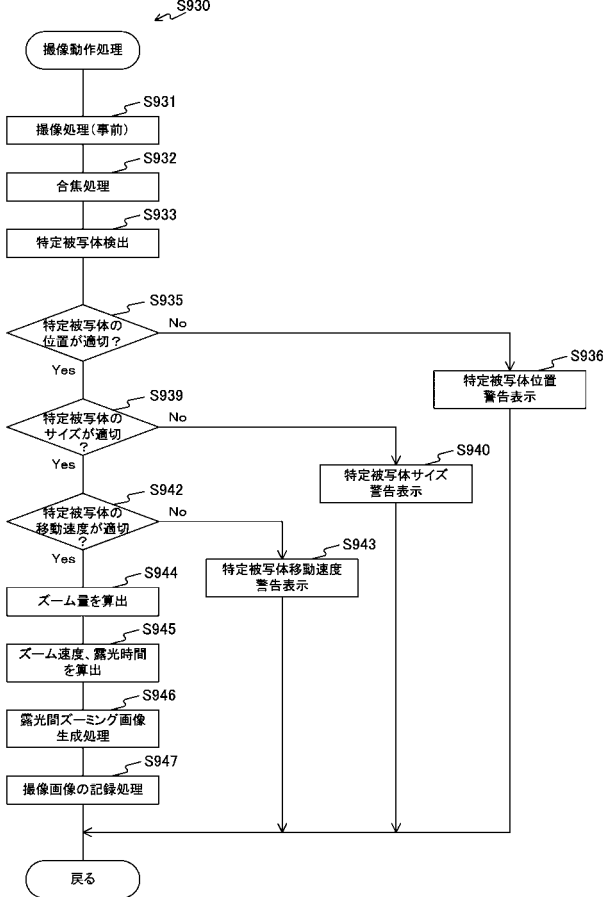 S930
撮像動作処理
S931
撮像処理(事前)
S932
合焦処理
S933
特定被写体検出
S935
特定被写体の
位置が適切?
No
Yes
S936
特定被写体位置
警告表示
S939
特定被写体の
サイズが適切
?
No
Yes
S940
特定被写体サイズ
警告表示
S942
特定被写体の
移動速度が適切
?
No
Yes
S943
特定被写体移動速度
警告表示
S944
ズーム量を算出
S945
ズーム速度、露光時間
を算出
S946
露光間ズーミング画像
生成処理
S947
撮像画像の記録処理
戻る